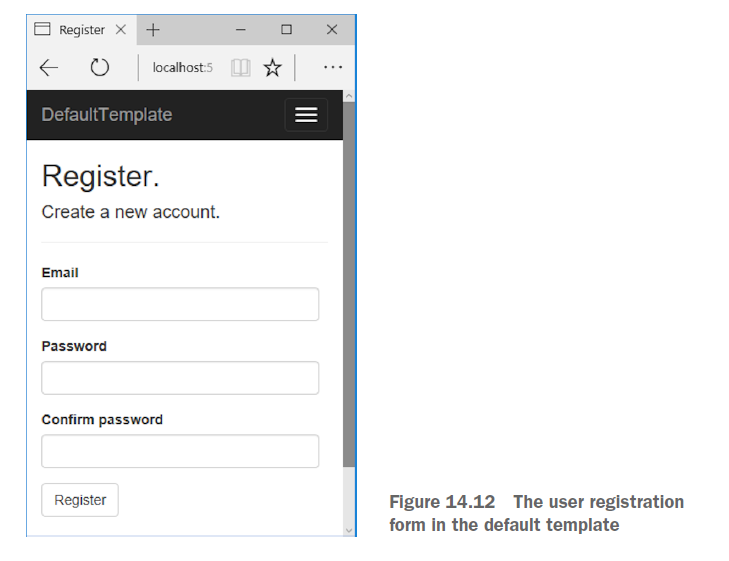 Register
localhost:5
DefaultTemplate
Register.
Create a new account.
Email
Password
Confirm password
Register
Figure 14.12 The user registration
form in the default template